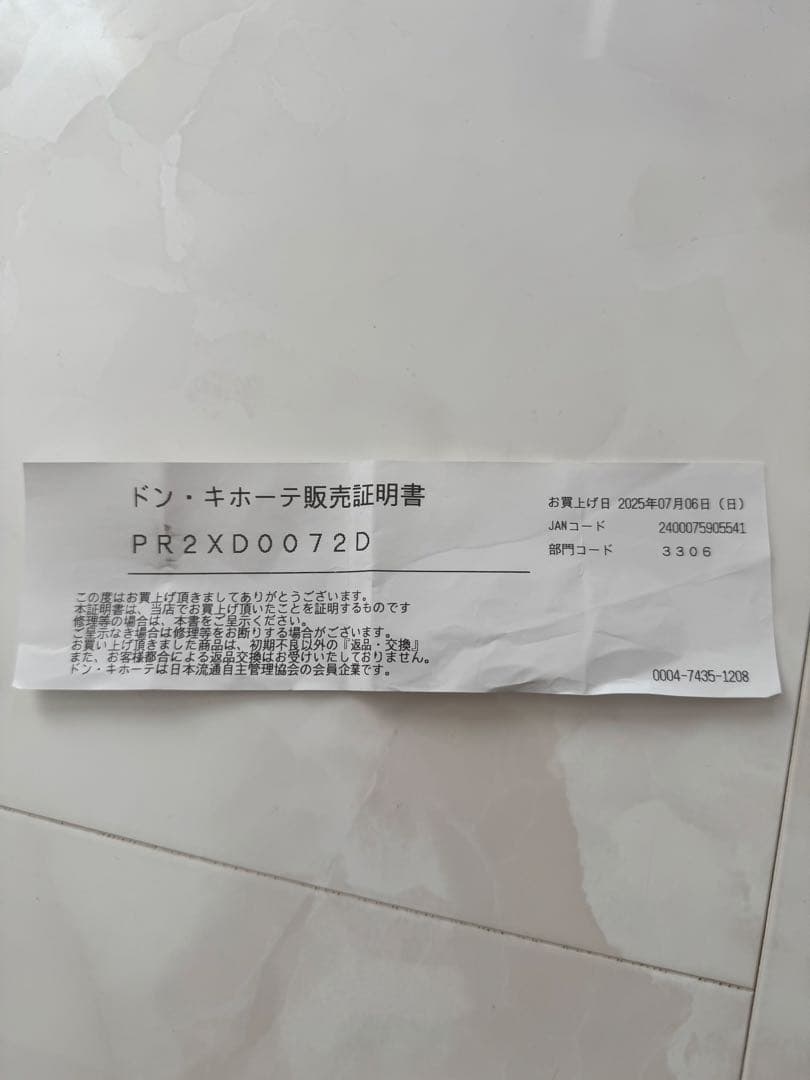 ドン・キホーテ販売証明書
PR2XD0072D
お買上げ日 2025年07月06日(日)
JANコード 2400075905541
部門コード 3306
この度はお買上げ頂きましてありがとうございます。
本証明書は、当店でお買上げ頂いたことを証明するものです
修理等の場合は、本書をご呈示ください。
ご呈示なき場合は修理等をお断りする場合がございます。
お買い上げ頂きました商品は、初期不良以外の『返品・交換』
また、お客様都合による返品交換はお受けいたしておりません。
ドン・キホーテは日本流通自主管理協会の会員企業です。
0004-7435-1208